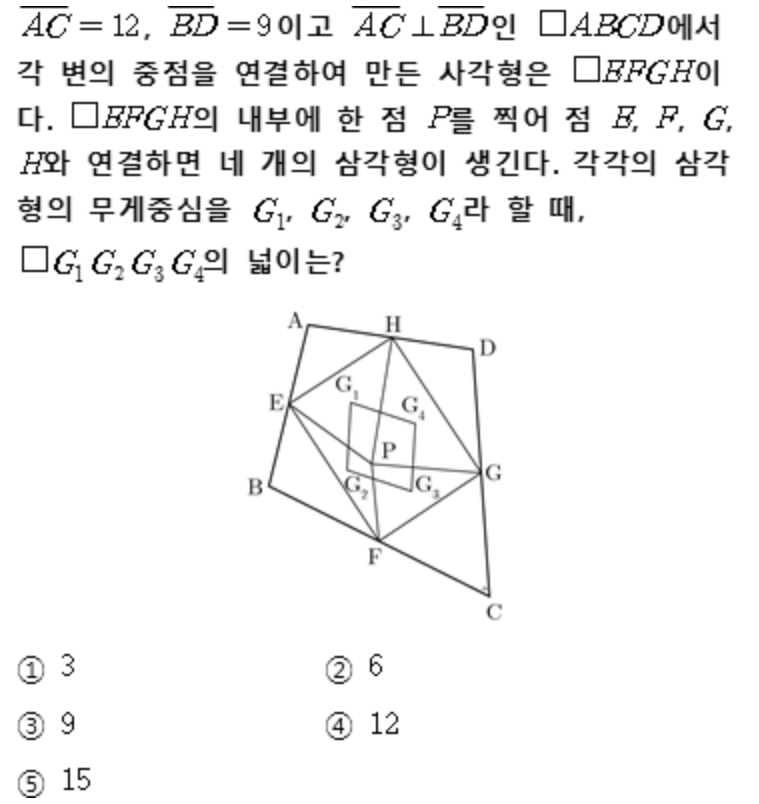 AC = 12, BD = 9이고 AC⊥BD인 □ABCD에서
각 변의 중점을 연결하여 만든 사각형은 □EFGH이
다. □EFGH의 내부에 한 점 P를 찍어 점 E, F, G,
H와 연결하면 네 개의 삼각형이 생긴다. 각각의 삼각
형의 무게중심을 G₁, G₂, G₃, G₄라 할 때,
□G₁G₂G₃G₄의 넓이는?
A
H
D
G₁
E
G₄
P
G
B
G₂
G₃
F
C
① 3
② 6
③ 9
④ 12
⑤ 15